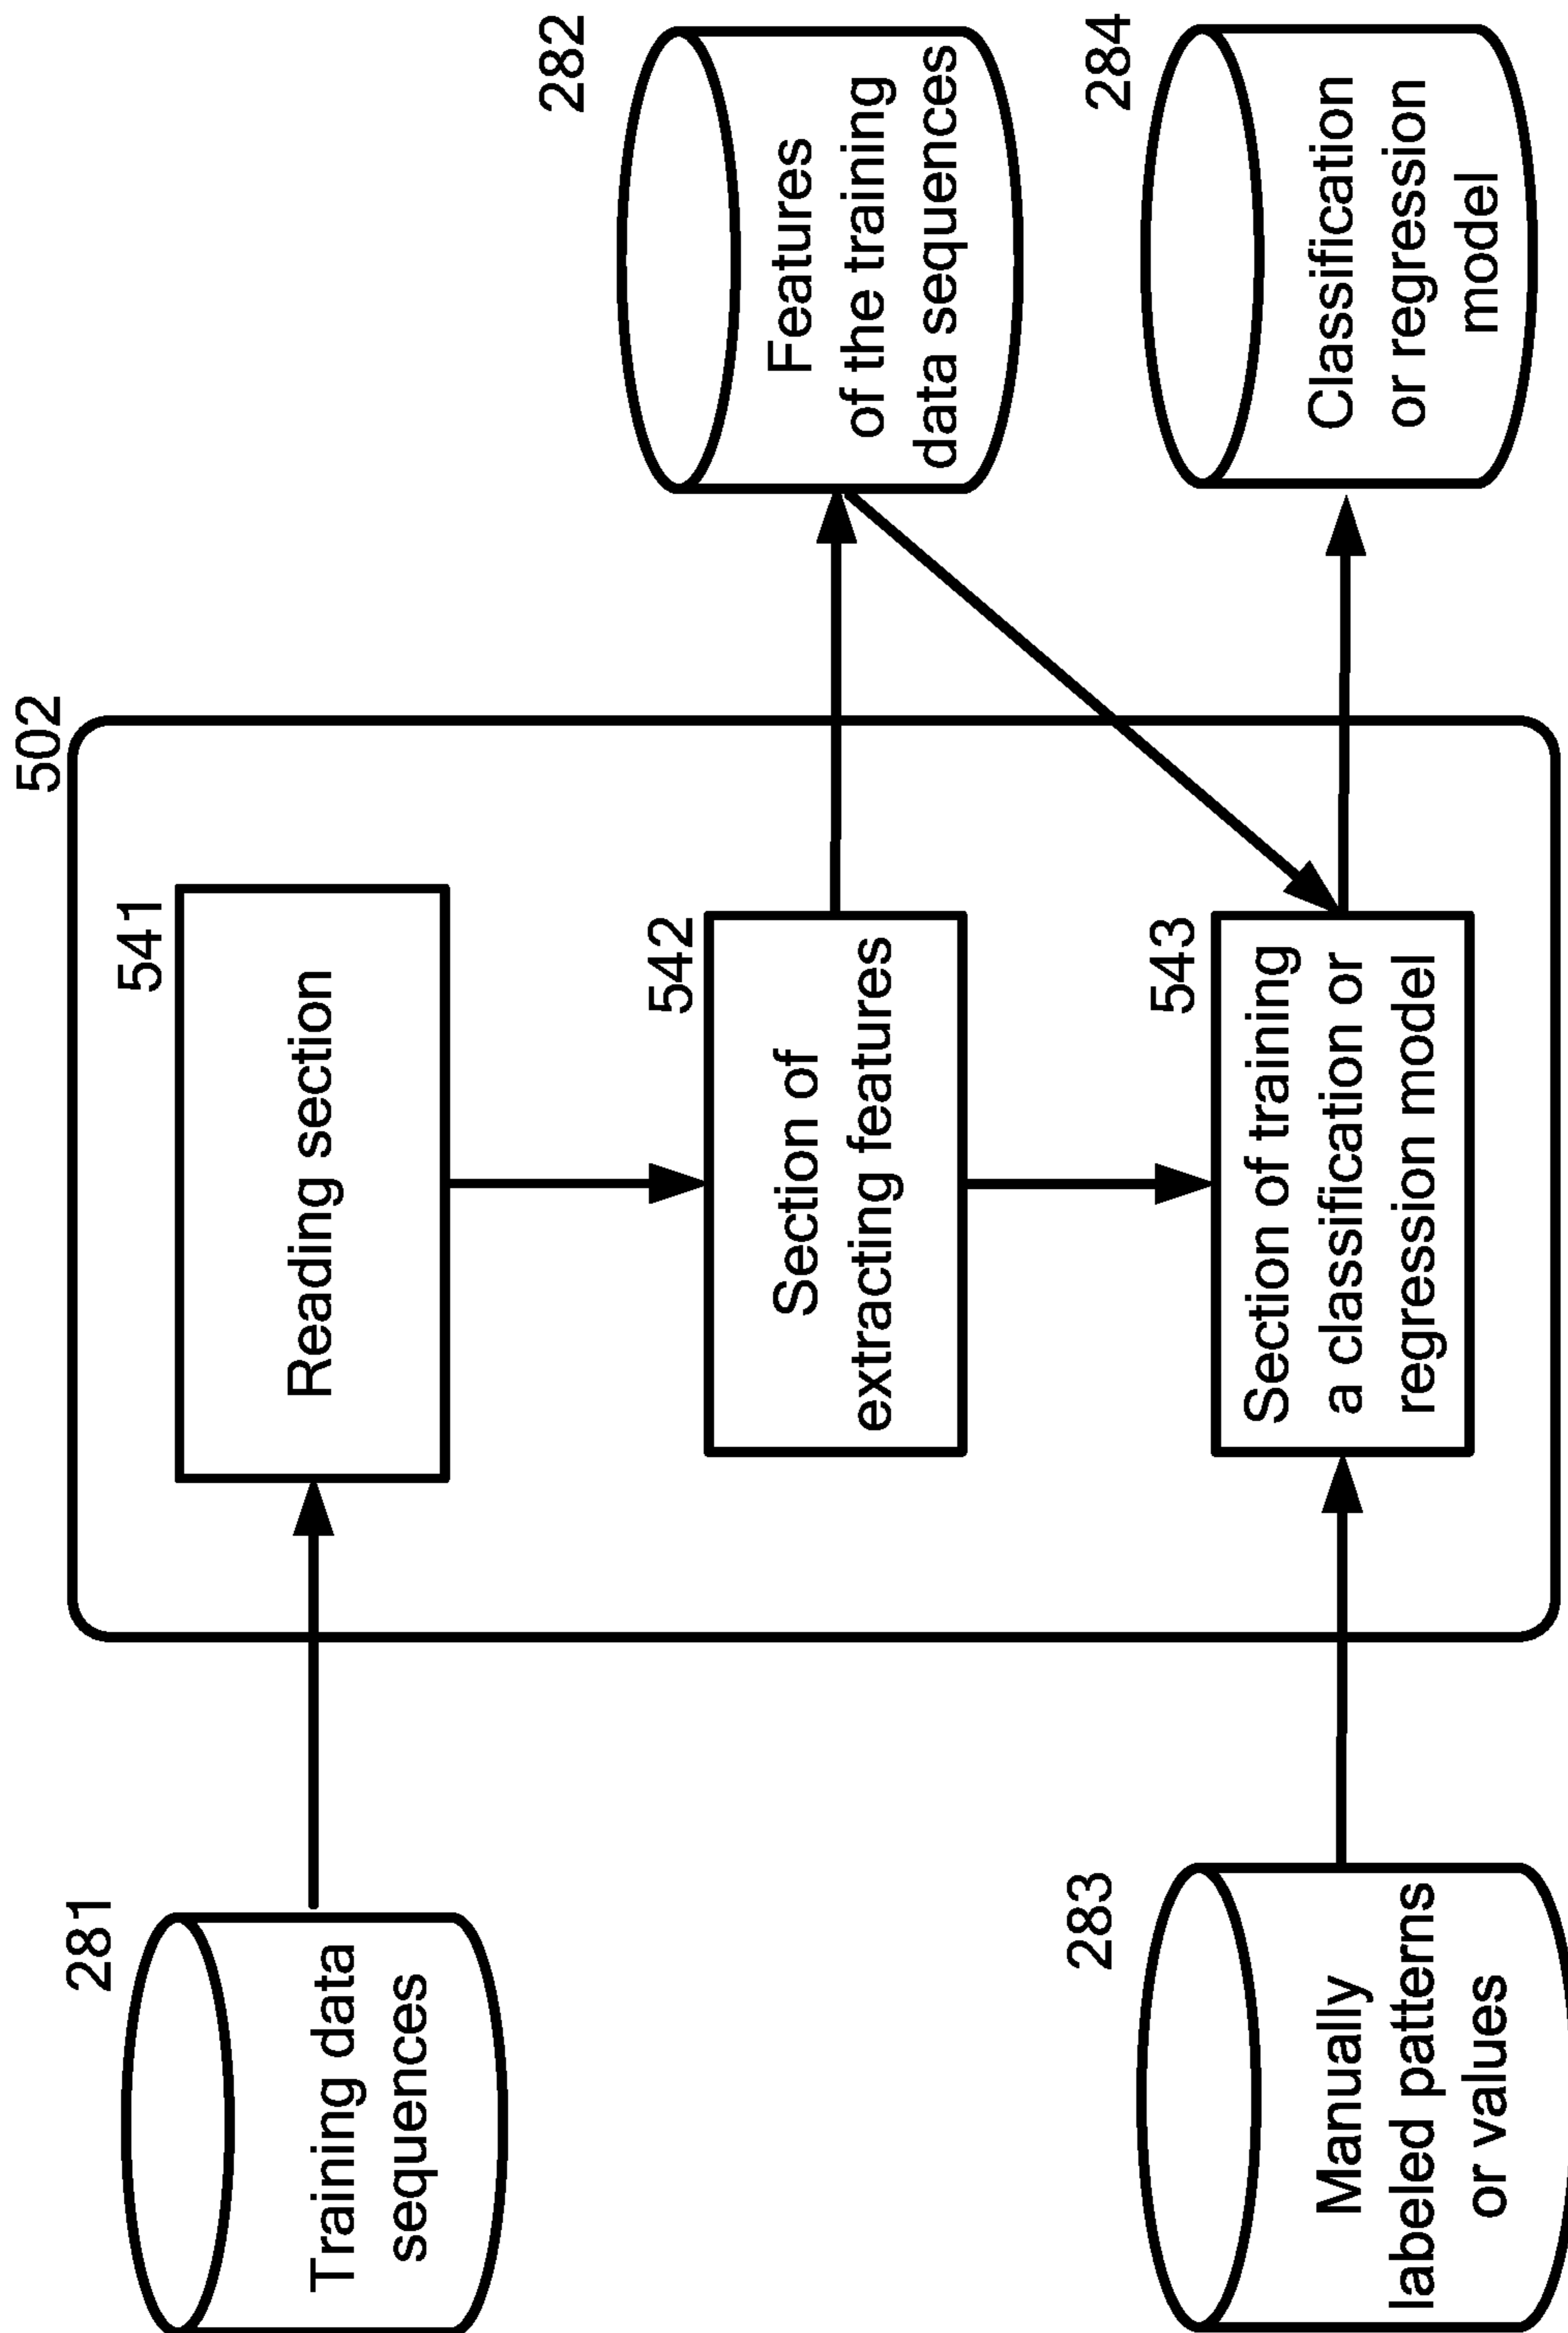 502
281
Training data
sequences
541
Reading section
542
Section of
extracting features
282
Features
of the training
data sequences
283
Manually
labeled patterns
or values
543
Section of training
a classification or
regression model
284
Classification
or regression
model